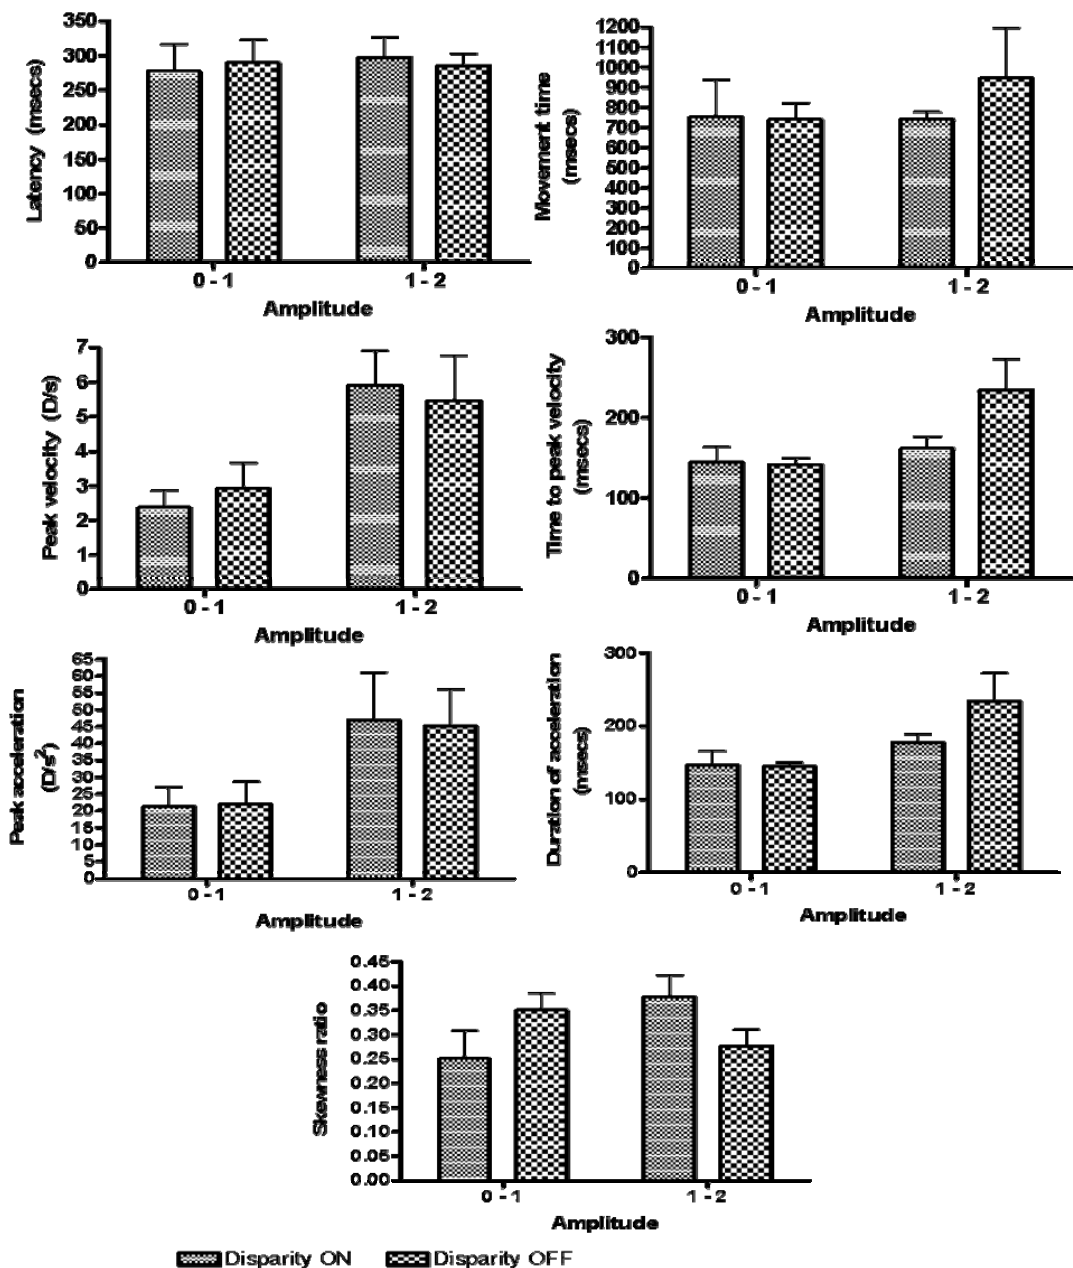 350
300
250
200
150
100
50
0
Latency (msecs)
0 - 1
1 - 2
Amplitude
1200
1100
1000
900
800
700
600
500
400
300
200
100
0
Movement time
(msecs)
0 - 1
1 - 2
Amplitude
7
6
5
4
3
2
1
0
Peak velocity (D/s)
0 - 1
1 - 2
Amplitude
300
200
100
0
Time to peak velocity
(msecs)
0 - 1
1 - 2
Amplitude
65
60
55
50
45
40
35
30
25
20
15
10
5
0
Peak acceleration
(D/s²)
0 - 1
1 - 2
Amplitude
300
200
100
0
Duration of acceleration
(msecs)
0 - 1
1 - 2
Amplitude
0.45
0.40
0.35
0.30
0.25
0.20
0.15
0.10
0.05
0.00
Skewness ratio
0 - 1
1 - 2
Amplitude
Disparity ON Disparity OFF